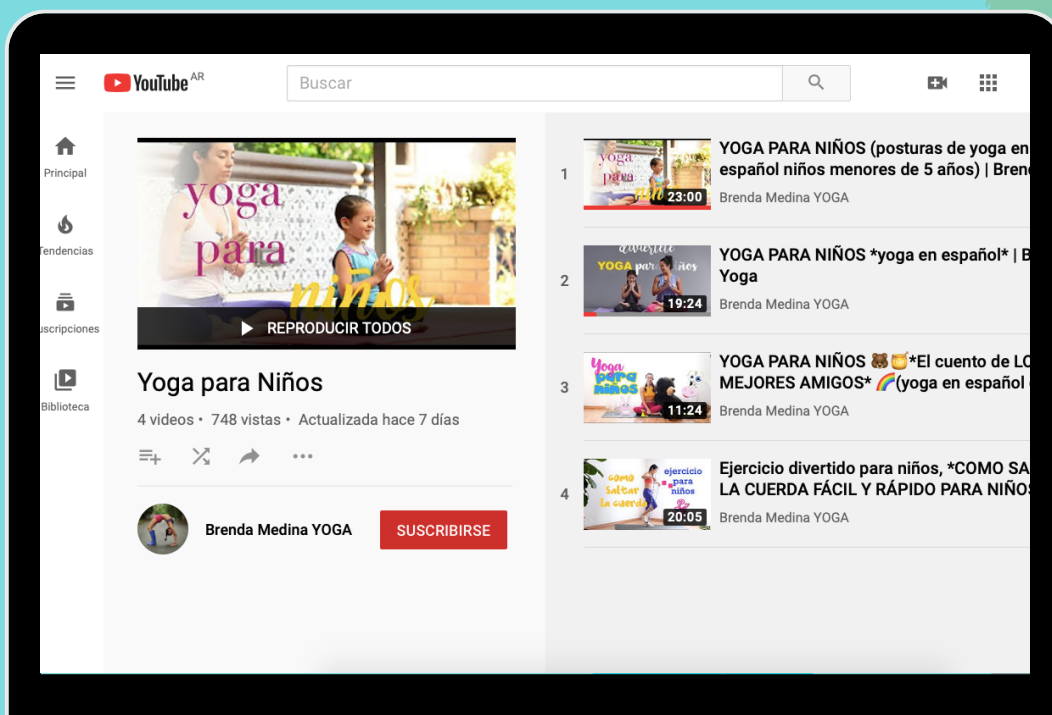 YouTube AR
Buscar
Principal
Tendencias
uscripciones
Biblioteca
yoga
para
niños
REPRODUCIR TODOS
Yoga para Niños
4 videos • 748 vistas • Actualizada hace 7 días
Brenda Medina YOGA
SUSCRIBIRSE
1
yoga
para
niñ
23:00
YOGA PARA NIÑOS (posturas de yoga en
español niños menores de 5 años) | Bren
Brenda Medina YOGA
2
diviértete
YOGA para niños
19:24
YOGA PARA NIÑOS *yoga en español* | B
Yoga
Brenda Medina YOGA
3
Yoga
para
niños
11:24
YOGA PARA NIÑOS 🐻🍯*El cuento de LO
MEJORES AMIGOS* 🌈(yoga en español
Brenda Medina YOGA
4
como
saltar
la cuerda
ejercicio
para
niños
20:05
Ejercicio divertido para niños, *COMO SA
LA CUERDA FÁCIL Y RÁPIDO PARA NIÑO
Brenda Medina YOGA